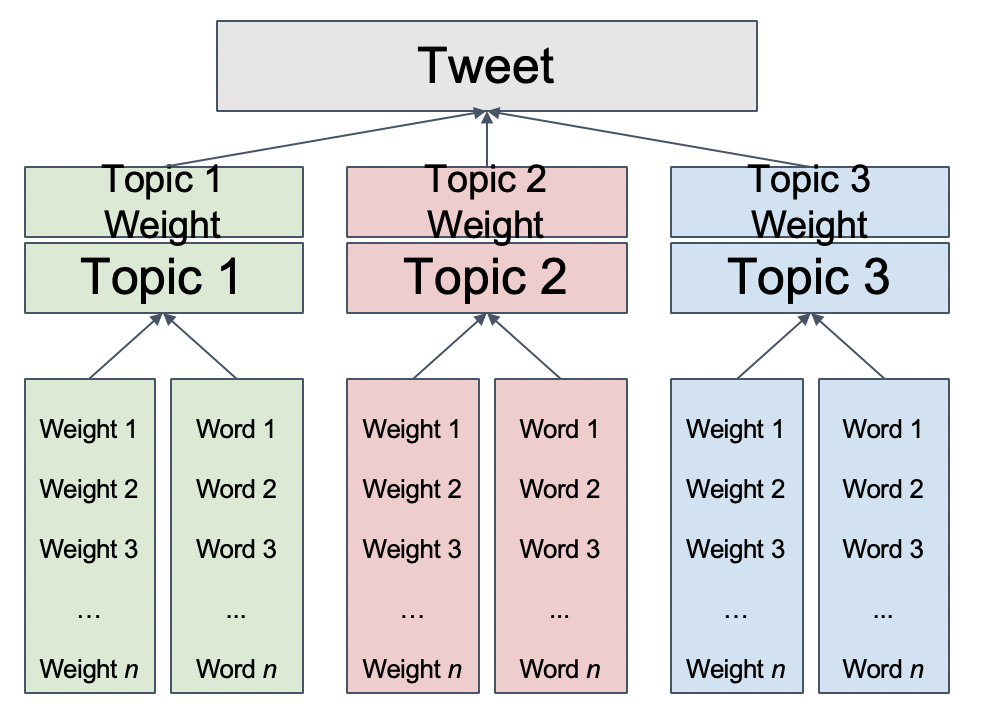 Tweet
Topic 1
Weight
Topic 2
Weight
Topic 3
Weight
Topic 1
Topic 2
Topic 3
Weight 1
Weight 2
Weight 3
…
Weight n
Word 1
Word 2
Word 3
...
Word n
Weight 1
Weight 2
Weight 3
…
Weight n
Word 1
Word 2
Word 3
...
Word n
Weight 1
Weight 2
Weight 3
…
Weight n
Word 1
Word 2
Word 3
...
Word n